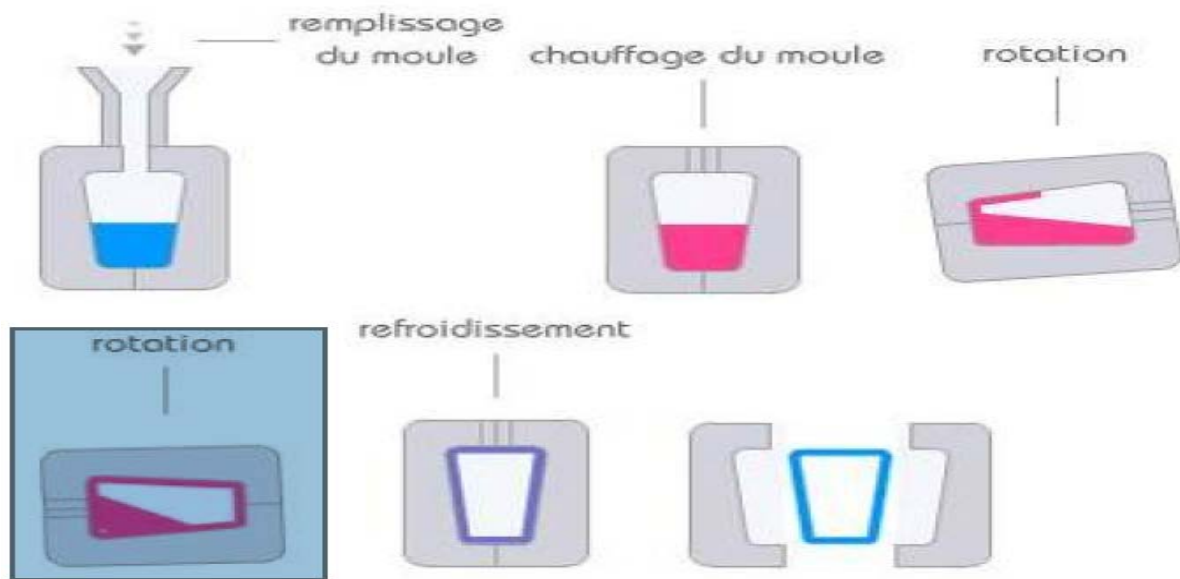 remplissage
du moule
chauffage du moule
rotation
rotation
refroidissement